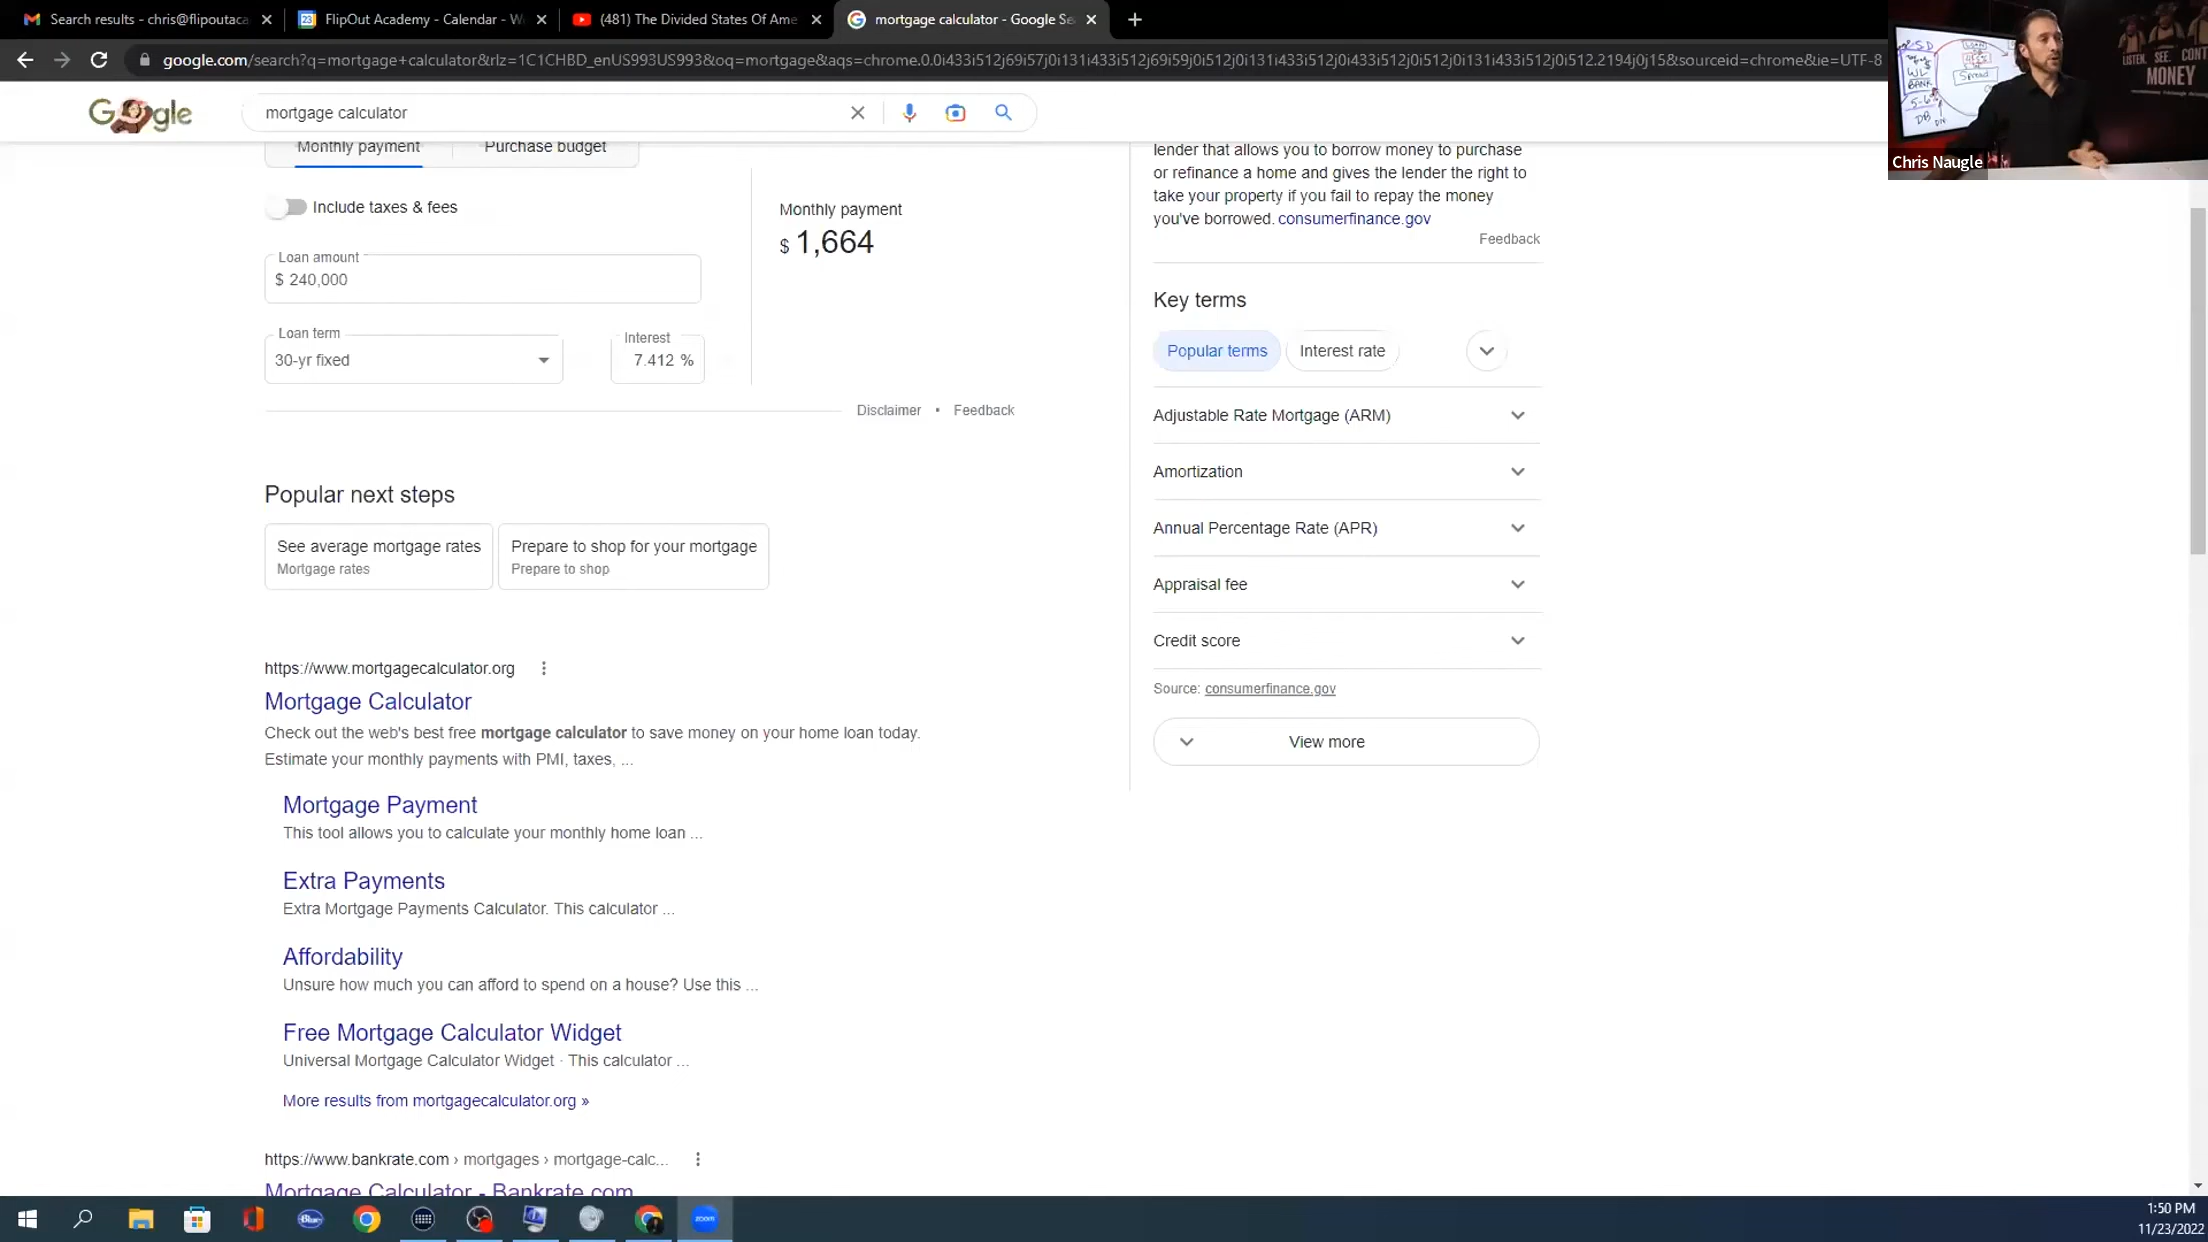 Search results - chris@flipoutaca
FlipOut Academy - Calendar - W
(481) The Divided States Of Ame
mortgage calculator - Google Se
google.com/search?q=mortgage+calculator&rlz=1C1CHBD_enUS993US993&oq=mortgage&aqs=chrome.0.0i433i512j69i57j0i131i433i512j69i59j0i512j0i131i433i512j0i433i512j0i512j0i131i433i512j0i512.2194j0j15&sourceid=chrome&ie=UTF-8
Google
mortgage calculator
Monthly payment
Purchase budget
Include taxes & fees
Loan amount
$ 240,000
Loan term
30-yr fixed
Interest
7.412 %
Monthly payment
$ 1,664
Disclaimer • Feedback
Popular next steps
See average mortgage rates
Mortgage rates
Prepare to shop for your mortgage
Prepare to shop
https://www.mortgagecalculator.org
Mortgage Calculator
Check out the web's best free mortgage calculator to save money on your home loan today.
Estimate your monthly payments with PMI, taxes, ...
Mortgage Payment
This tool allows you to calculate your monthly home loan ...
Extra Payments
Extra Mortgage Payments Calculator. This calculator ...
Affordability
Unsure how much you can afford to spend on a house? Use this ...
Free Mortgage Calculator Widget
Universal Mortgage Calculator Widget · This calculator ...
More results from mortgagecalculator.org »
https://www.bankrate.com › mortgages › mortgage-calc...
Mortgage Calculator - Bankrate.com
lender that allows you to borrow money to purchase
or refinance a home and gives the lender the right to
take your property if you fail to repay the money
you've borrowed. consumerfinance.gov
Feedback
Key terms
Popular terms
Interest rate
Adjustable Rate Mortgage (ARM)
Amortization
Annual Percentage Rate (APR)
Appraisal fee
Credit score
Source: consumerfinance.gov
View more
LISTEN. SEE.
MONEY
Spread
BANK
Chris Naugle
zoom
1:50 PM
11/23/2022